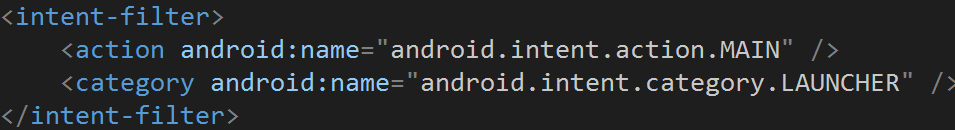 <intent-filter>
    <action android:name="android.intent.action.MAIN" />
    <category android:name="android.intent.category.LAUNCHER" />
</intent-filter>